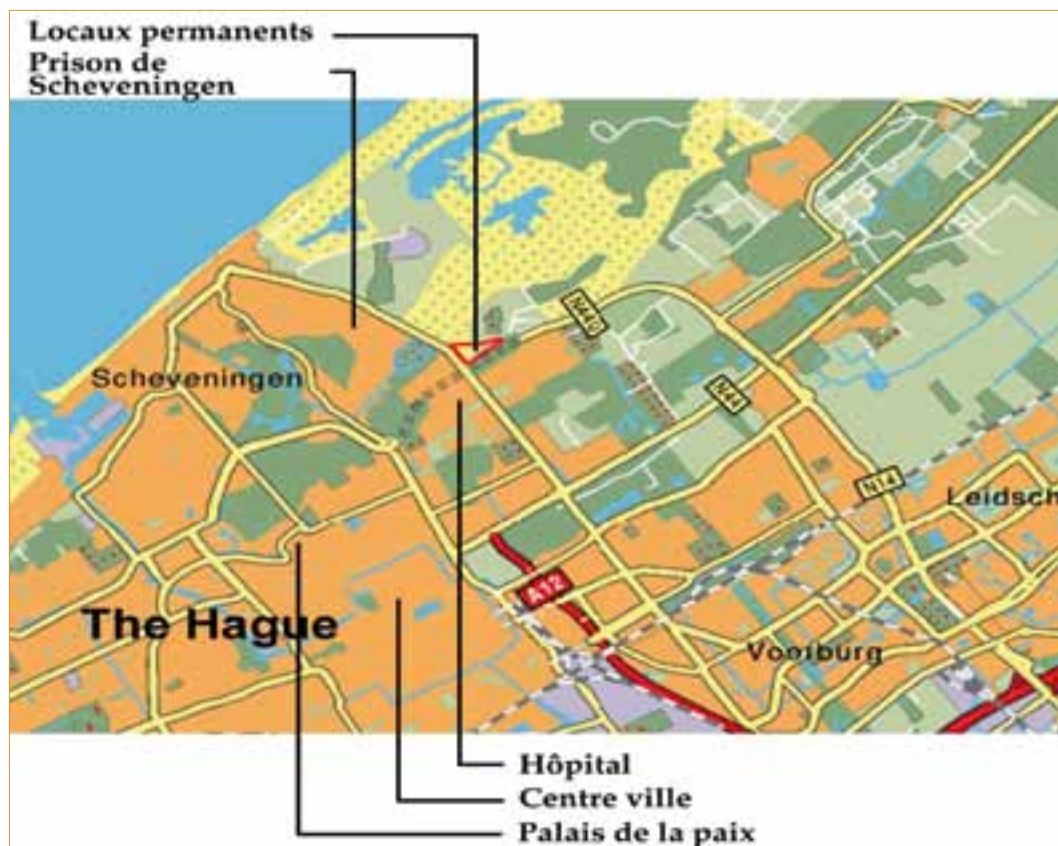 Locaux permanents
Prison de
Scheveningen
N440
Scheveningen
N44
N14
Leidsch
A12
The Hague
Voorburg
Hôpital
Centre ville
Palais de la paix